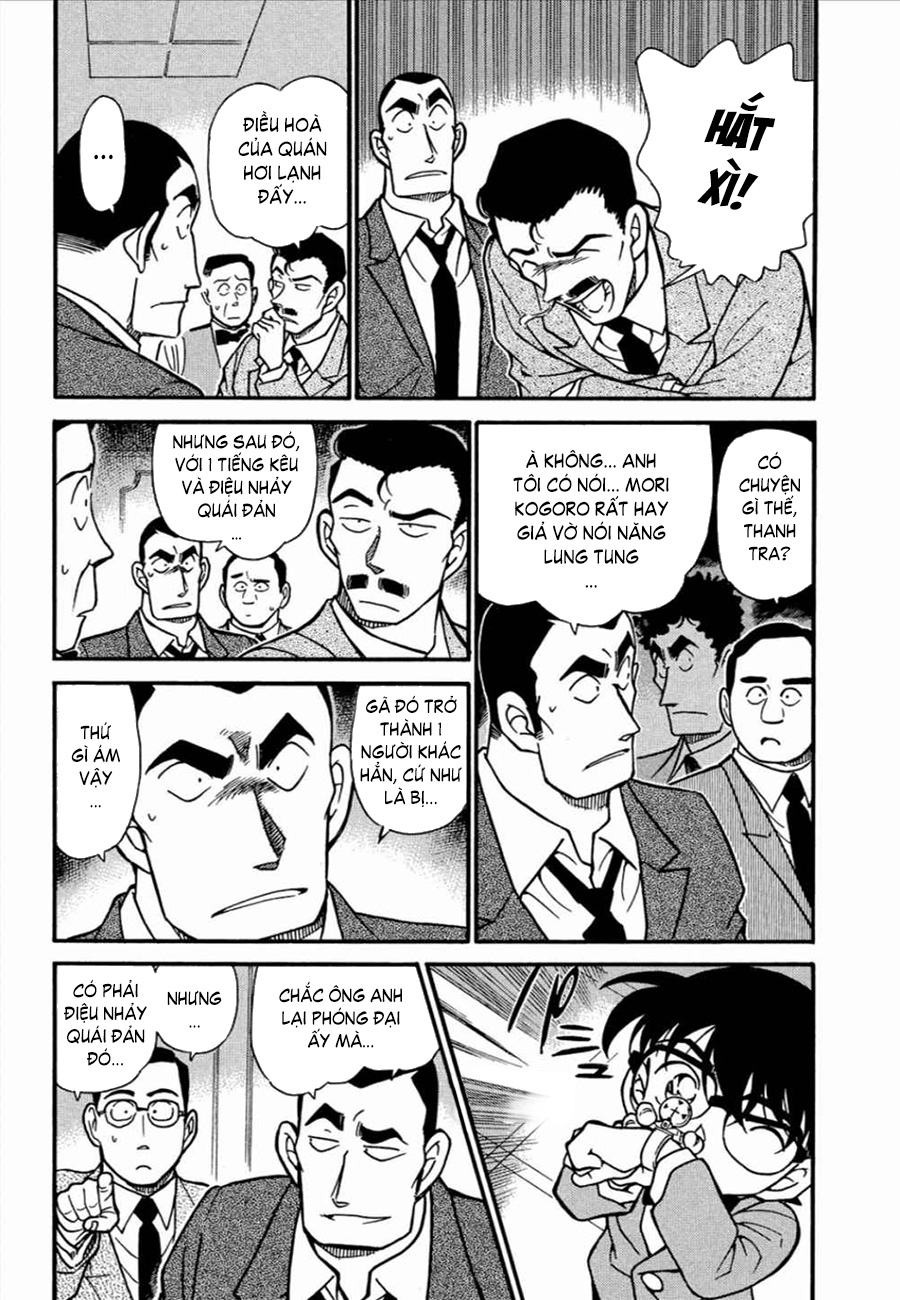 HẮT
XÌ!
ĐIỀU HOÀ
CỦA QUÁN
HƠI LẠNH
ĐẤY...
...
CÓ
CHUYỆN
GÌ THẾ,
THANH
TRA?
À KHÔNG... ANH
TÔI CÓ NÓI... MORI
KOGORO RẤT HAY
GIẢ VỜ NÓI NĂNG
LUNG TUNG
...
NHƯNG SAU ĐÓ,
VỚI 1 TIẾNG KÊU
VÀ ĐIỆU NHẢY
QUÁI ĐẢN
...
GÃ ĐÓ TRỞ
THÀNH 1
NGƯỜI KHÁC
HẲN, CỨ NHƯ
LÀ BỊ...
THỨ
GÌ ÁM
VẬY
...
CHẮC ÔNG ANH
LẠI PHÓNG ĐẠI
ẤY MÀ...
NHƯNG
...
CÓ PHẢI
ĐIỆU NHẢY
QUÁI ĐẢN
ĐÓ...